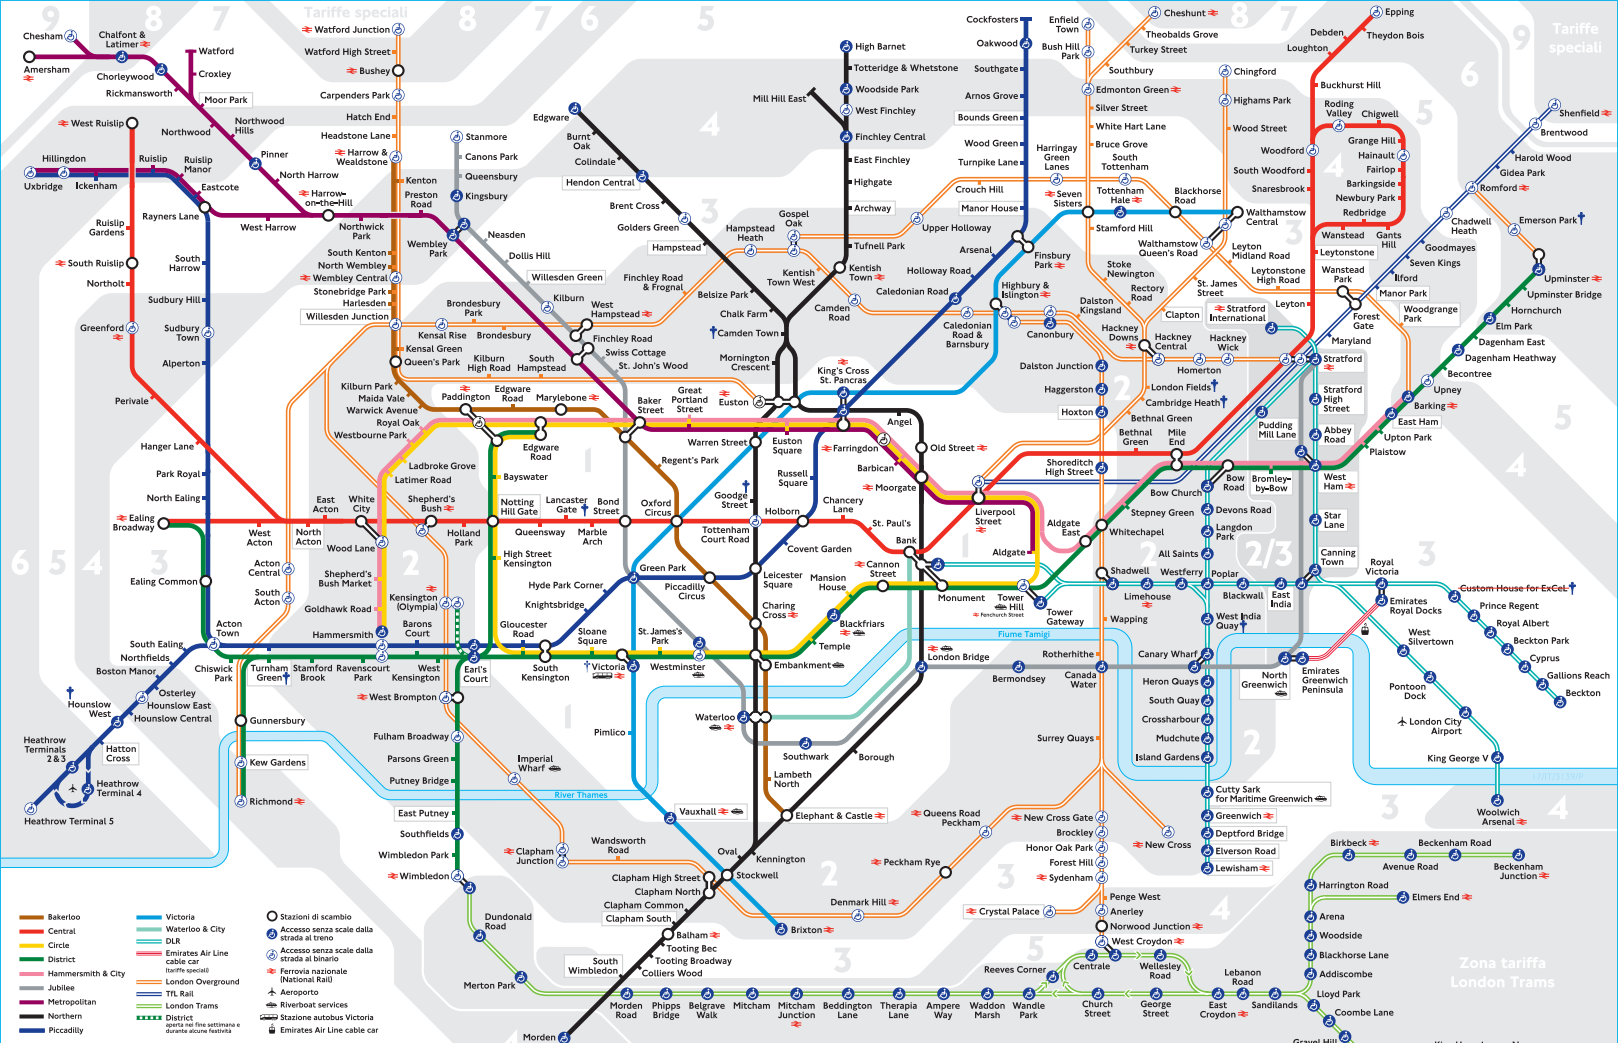 9
8
7
Tariffe speciali
8
7
6
5
8
7
9
Tariffe
speciali
6
5
4
3
Chesham
Chalfont &
Latimer
Amersham
Chorleywood
Rickmansworth
Watford
Croxley
Moor Park
Northwood
Northwood
Hills
Pinner
North Harrow
Harrow-
on-the-Hill
Northwick
Park
Preston
Road
Wembley
Park
West Harrow
Rayners Lane
Eastcote
Ruislip
Manor
Ruislip
Ickenham
Hillingdon
Uxbridge
West Ruislip
Ruislip
Gardens
South Ruislip
Northolt
Greenford
Perivale
Hanger Lane
South
Harrow
Sudbury Hill
Sudbury
Town
Alperton
Park Royal
North Ealing
Ealing
Broadway
Ealing Common
West
Acton
North
Acton
East
Acton
White
City
Wood Lane
Shepherd's
Bush
Holland
Park
Notting
Hill Gate
Queensway
Lancaster
Gate
Marble
Arch
Bond
Street
Oxford
Circus
Tottenham
Court Road
Holborn
Chancery
Lane
St. Paul's
Bank
Watford Junction
Watford High Street
Bushey
Carpenders Park
Hatch End
Headstone Lane
Harrow &
Wealdstone
Kenton
South Kenton
North Wembley
Wembley Central
Stonebridge Park
Harlesden
Willesden Junction
Kensal Green
Queen's Park
Kilburn Park
Maida Vale
Warwick Avenue
Royal Oak
Westbourne Park
Ladbroke Grove
Latimer Road
Paddington
Edgware
Road
Marylebone
Baker
Street
Great
Portland
Street
Edgware
Road
Bayswater
Regent's Park
Stanmore
Canons Park
Queensbury
Kingsbury
Neasden
Dollis Hill
Willesden Green
Kilburn
West
Hampstead
Finchley Road
Swiss Cottage
St. John's Wood
Brondesbury
Park
Kensal Rise
Brondesbury
Kilburn
High Road
South
Hampstead
Finchley Road
& Frognal
Edgware
Burnt
Oak
Colindale
Hendon Central
Brent Cross
Golders Green
Hampstead
Belsize Park
Chalk Farm
Camden Town
Mornington
Crescent
Euston
Hampstead
Heath
Gospel
Oak
Kentish
Town West
Camden
Road
Mill Hill East
High Barnet
Totteridge & Whetstone
Woodside Park
West Finchley
Finchley Central
East Finchley
Highgate
Archway
Tufnell Park
Kentish
Town
Cockfosters
Oakwood
Southgate
Arnos Grove
Bounds Green
Wood Green
Turnpike Lane
Manor House
Crouch Hill
Upper Holloway
Arsenal
Holloway Road
Caledonian Road
Finsbury
Park
Highbury &
Islington
Caledonian
Road &
Barnsbury
Canonbury
Harringay
Green
Lanes
Seven
Sisters
Tottenham
Hale
South
Tottenham
Blackhorse
Road
Walthamstow
Central
Walthamstow
Queen's Road
Enfield
Town
Bush Hill
Park
Cheshunt
Theobalds Grove
Turkey Street
Southbury
Edmonton Green
Silver Street
White Hart Lane
Bruce Grove
Stamford Hill
Stoke
Newington
Rectory
Road
Clapton
Dalston
Kingsland
Hackney
Downs
Hackney
Central
London Fields
Cambridge Heath
Bethnal Green
Dalston Junction
Haggerston
Hoxton
Shoreditch
High Street
Chingford
Highams Park
Wood Street
Leyton
Midland Road
Leytonstone
High Road
St. James
Street
Stratford
International
Hackney
Wick
Homerton
Epping
Theydon Bois
Debden
Loughton
Buckhurst Hill
Roding
Valley
Chigwell
Grange Hill
Hainault
Fairlop
Barkingside
Newbury Park
Woodford
South Woodford
Snaresbrook
Redbridge
Wanstead
Gants
Hill
Leytonstone
Leyton
Wanstead
Park
Stratford
Maryland
Forest
Gate
Manor Park
Woodgrange
Park
Ilford
Seven Kings
Goodmayes
Chadwell
Heath
Romford
Gidea Park
Harold Wood
Brentwood
Shenfield
Emerson Park
Upminster
Upminster Bridge
Hornchurch
Elm Park
Dagenham East
Dagenham Heathway
Becontree
Upney
Barking
East Ham
Upton Park
Plaistow
West
Ham
Stratford
High Street
Abbey
Road
Pudding
Mill Lane
Bethnal
Green
Mile
End
Bow
Road
Bow Church
Bromley-
by-Bow
Stepney Green
Whitechapel
Aldgate
East
Aldgate
Liverpool
Street
Moorgate
Barbican
Farringdon
Old Street
Angel
King's Cross
St. Pancras
Euston
Square
Warren Street
Goodge
Street
Russell
Square
Covent Garden
Leicester
Square
Piccadilly
Circus
Green Park
Hyde Park Corner
Knightsbridge
Charing
Cross
Embankment
Temple
Blackfriars
Mansion
House
Cannon
Street
Monument
Tower
Hill
Fenchurch Street
Tower
Gateway
Shadwell
Limehouse
Westferry
Poplar
Blackwall
East
India
Canning
Town
Star
Lane
Devons Road
Langdon
Park
All Saints
West India
Quay
Canary Wharf
Heron Quays
South Quay
Crossharbour
Mudchute
Island Gardens
Cutty Sark
for Maritime Greenwich
Greenwich
Deptford Bridge
Elverson Road
Lewisham
Royal
Victoria
Custom House for ExCeL
Prince Regent
Royal Albert
Beckton Park
Cyprus
Gallions Reach
Beckton
Emirates
Royal Docks
Emirates
Greenwich
Peninsula
North
Greenwich
West
Silvertown
Pontoon
Dock
London City
Airport
King George V
Woolwich
Arsenal
Wapping
Rotherhithe
Canada
Water
Surrey Quays
Bermondsey
London Bridge
Borough
Southwark
Waterloo
Westminster
St. James's
Park
Victoria
Sloane
Square
South
Kensington
Gloucester
Road
Earl's
Court
High Street
Kensington
Kensington
(Olympia)
Shepherd's
Bush Market
Goldhawk Road
Hammersmith
Barons
Court
West
Kensington
Ravenscourt
Park
Stamford
Brook
Turnham
Green
Chiswick
Park
Acton
Town
Acton
Central
South
Acton
South Ealing
Northfields
Boston Manor
Osterley
Hounslow East
Hounslow Central
Hounslow
West
Hatton
Cross
Heathrow
Terminals
2&3
Heathrow
Terminal 4
Heathrow Terminal 5
Gunnersbury
Kew Gardens
Richmond
West Brompton
Fulham Broadway
Parsons Green
Putney Bridge
East Putney
Southfields
Wimbledon Park
Wimbledon
Imperial
Wharf
Clapham
Junction
Wandsworth
Road
Pimlico
Vauxhall
Lambeth
North
Elephant & Castle
Oval
Kennington
Stockwell
Clapham High Street
Clapham North
Clapham Common
Clapham South
Balham
Tooting Bec
Tooting Broadway
Colliers Wood
South
Wimbledon
Morden
Brixton
Denmark Hill
Peckham Rye
Queens Road
Peckham
New Cross Gate
New Cross
Brockley
Honor Oak Park
Forest Hill
Sydenham
Crystal Palace
Penge West
Anerley
Norwood Junction
West Croydon
Fiume Tamigi
River Thames
Dundonald
Road
Merton Park
Morden
Road
Phipps
Bridge
Belgrave
Walk
Mitcham
Mitcham
Junction
Beddington
Lane
Therapia
Lane
Ampere
Way
Waddon
Marsh
Wandle
Park
Reeves Corner
Centrale
Church
Street
Wellesley
Road
George
Street
East
Croydon
Lebanon
Road
Sandilands
Lloyd Park
Coombe Lane
Gravel Hill
Addiscombe
Blackhorse Lane
Woodside
Arena
Harrington Road
Elmers End
Birkbeck
Avenue Road
Beckenham Road
Beckenham
Junction
Zona tariffa
London Trams
6
5
4
3
2
1
2/3
Bakerloo
Central
Circle
District
Hammersmith & City
Jubilee
Metropolitan
Northern
Piccadilly
Victoria
Waterloo & City
DLR
Emirates Air Line
cable car
(tariffe speciali)
London Overground
TfL Rail
London Trams
District
aperta nei fine settimana e
durante alcune festività
Stazioni di scambio
Accesso senza scale dalla
strada al treno
Accesso senza scale dalla
strada al binario
Ferrovia nazionale
(National Rail)
Aeroporto
Riverboat services
Stazione autobus Victoria
Emirates Air Line cable car